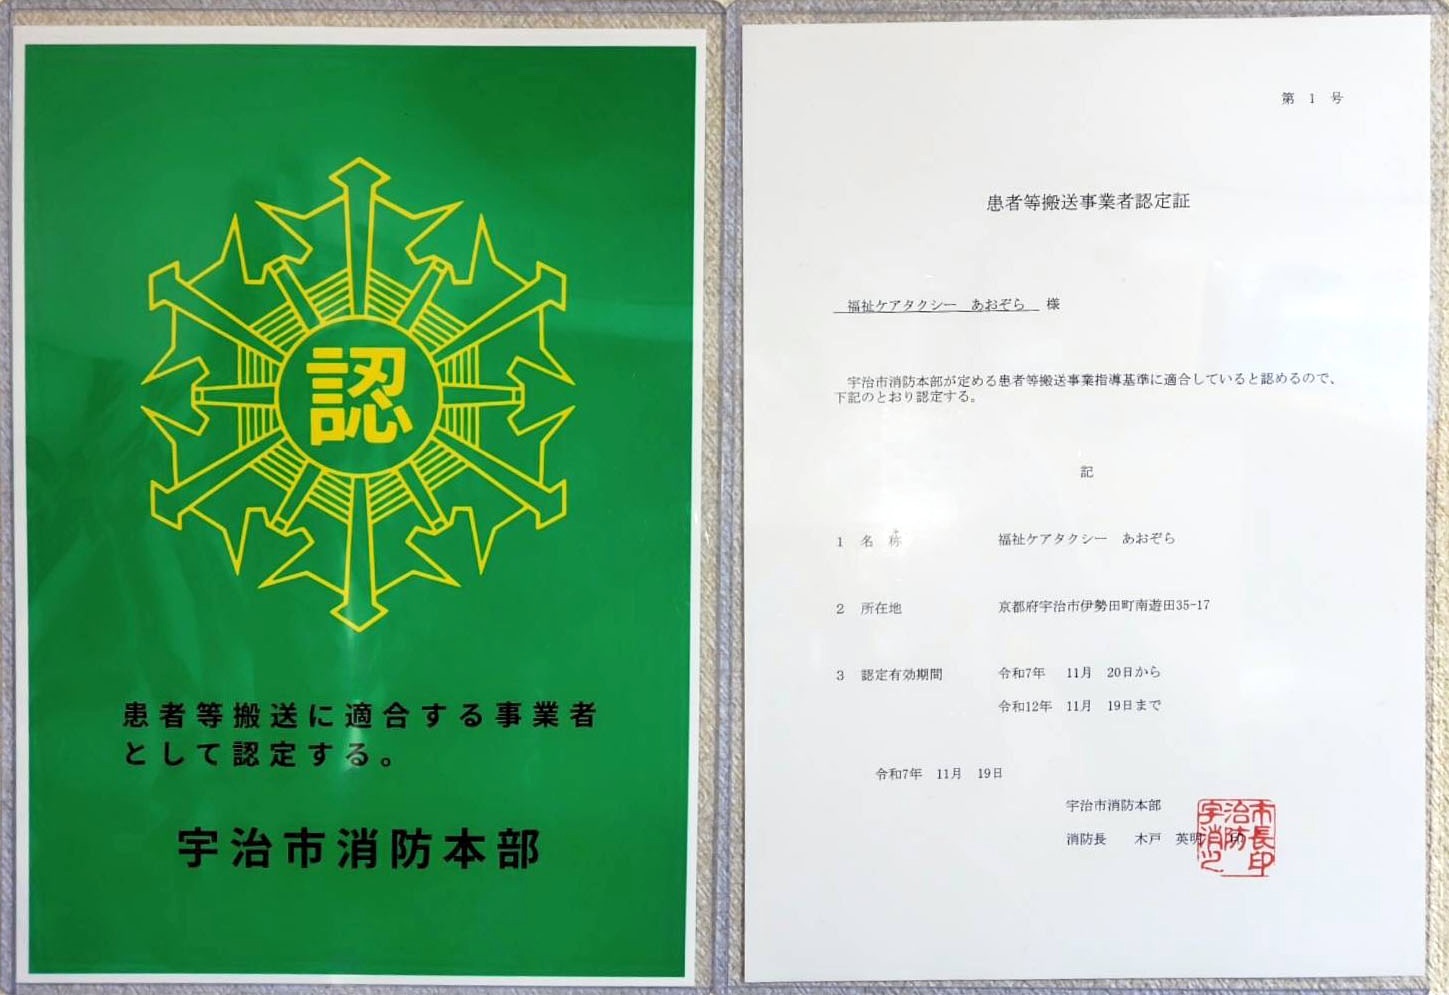 認
患者等搬送に適合する事業者
として認定する。
宇治市消防本部
第 1 号
患者等搬送事業者認定証
福祉ケアタクシー あおぞら 様
宇治市消防本部が定める患者等搬送事業指導基準に適合していると認めるので、
下記のとおり認定する。
記
1 名 称 福祉ケアタクシー あおぞら
2 所在地 京都府宇治市伊勢田町南遊田35-17
3 認定有効期間 令和7年 11月 20日から
令和12年 11月 19日まで
令和7年 11月 19日
宇治市消防本部
消防長 木戸 英明 印
宇治市消防長印